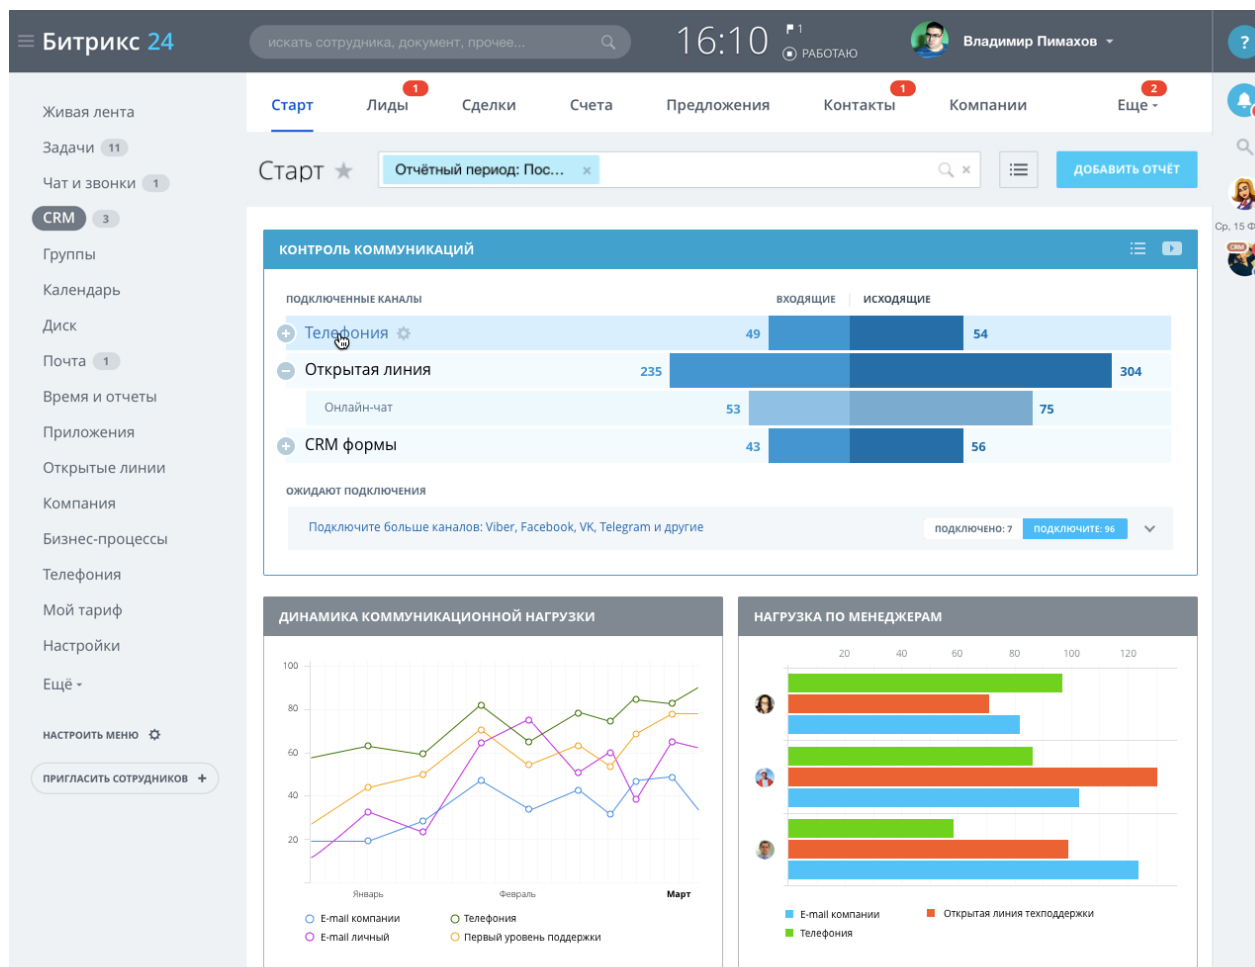 Битрикс 24
искать сотрудника, документ, прочее...
16:10
1
РАБОТАЮ
Владимир Пимахов
?
Живая лента
Задачи 11
Чат и звонки 1
CRM 3
Группы
Календарь
Диск
Почта 1
Время и отчеты
Приложения
Открытые линии
Компания
Бизнес-процессы
Телефония
Мой тариф
Настройки
Ещё
НАСТРОИТЬ МЕНЮ
ПРИГЛАСИТЬ СОТРУДНИКОВ +
Старт Лиды 1 Сделки Счета Предложения Контакты 1 Компании Еще 2
Старт
Отчётный период: Пос... ×
×
ДОБАВИТЬ ОТЧЁТ
Ср, 15 Ф
CRM
КОНТРОЛЬ КОММУНИКАЦИЙ
ПОДКЛЮЧЕННЫЕ КАНАЛЫ ВХОДЯЩИЕ ИСХОДЯЩИЕ
Телефония 49 54
Открытая линия 235 304
Онлайн-чат 53 75
CRM формы 43 56
ОЖИДАЮТ ПОДКЛЮЧЕНИЯ
Подключите больше каналов: Viber, Facebook, VK, Telegram и другие ПОДКЛЮЧЕНО: 7 ПОДКЛЮЧИТЕ: 96
ДИНАМИКА КОММУНИКАЦИОННОЙ НАГРУЗКИ
100
80
60
40
20
Январь Февраль Март
E-mail компании Телефония
E-mail личный Первый уровень поддержки
НАГРУЗКА ПО МЕНЕДЖЕРАМ
20 40 60 80 100 120
E-mail компании Открытая линия техподдержки
Телефония